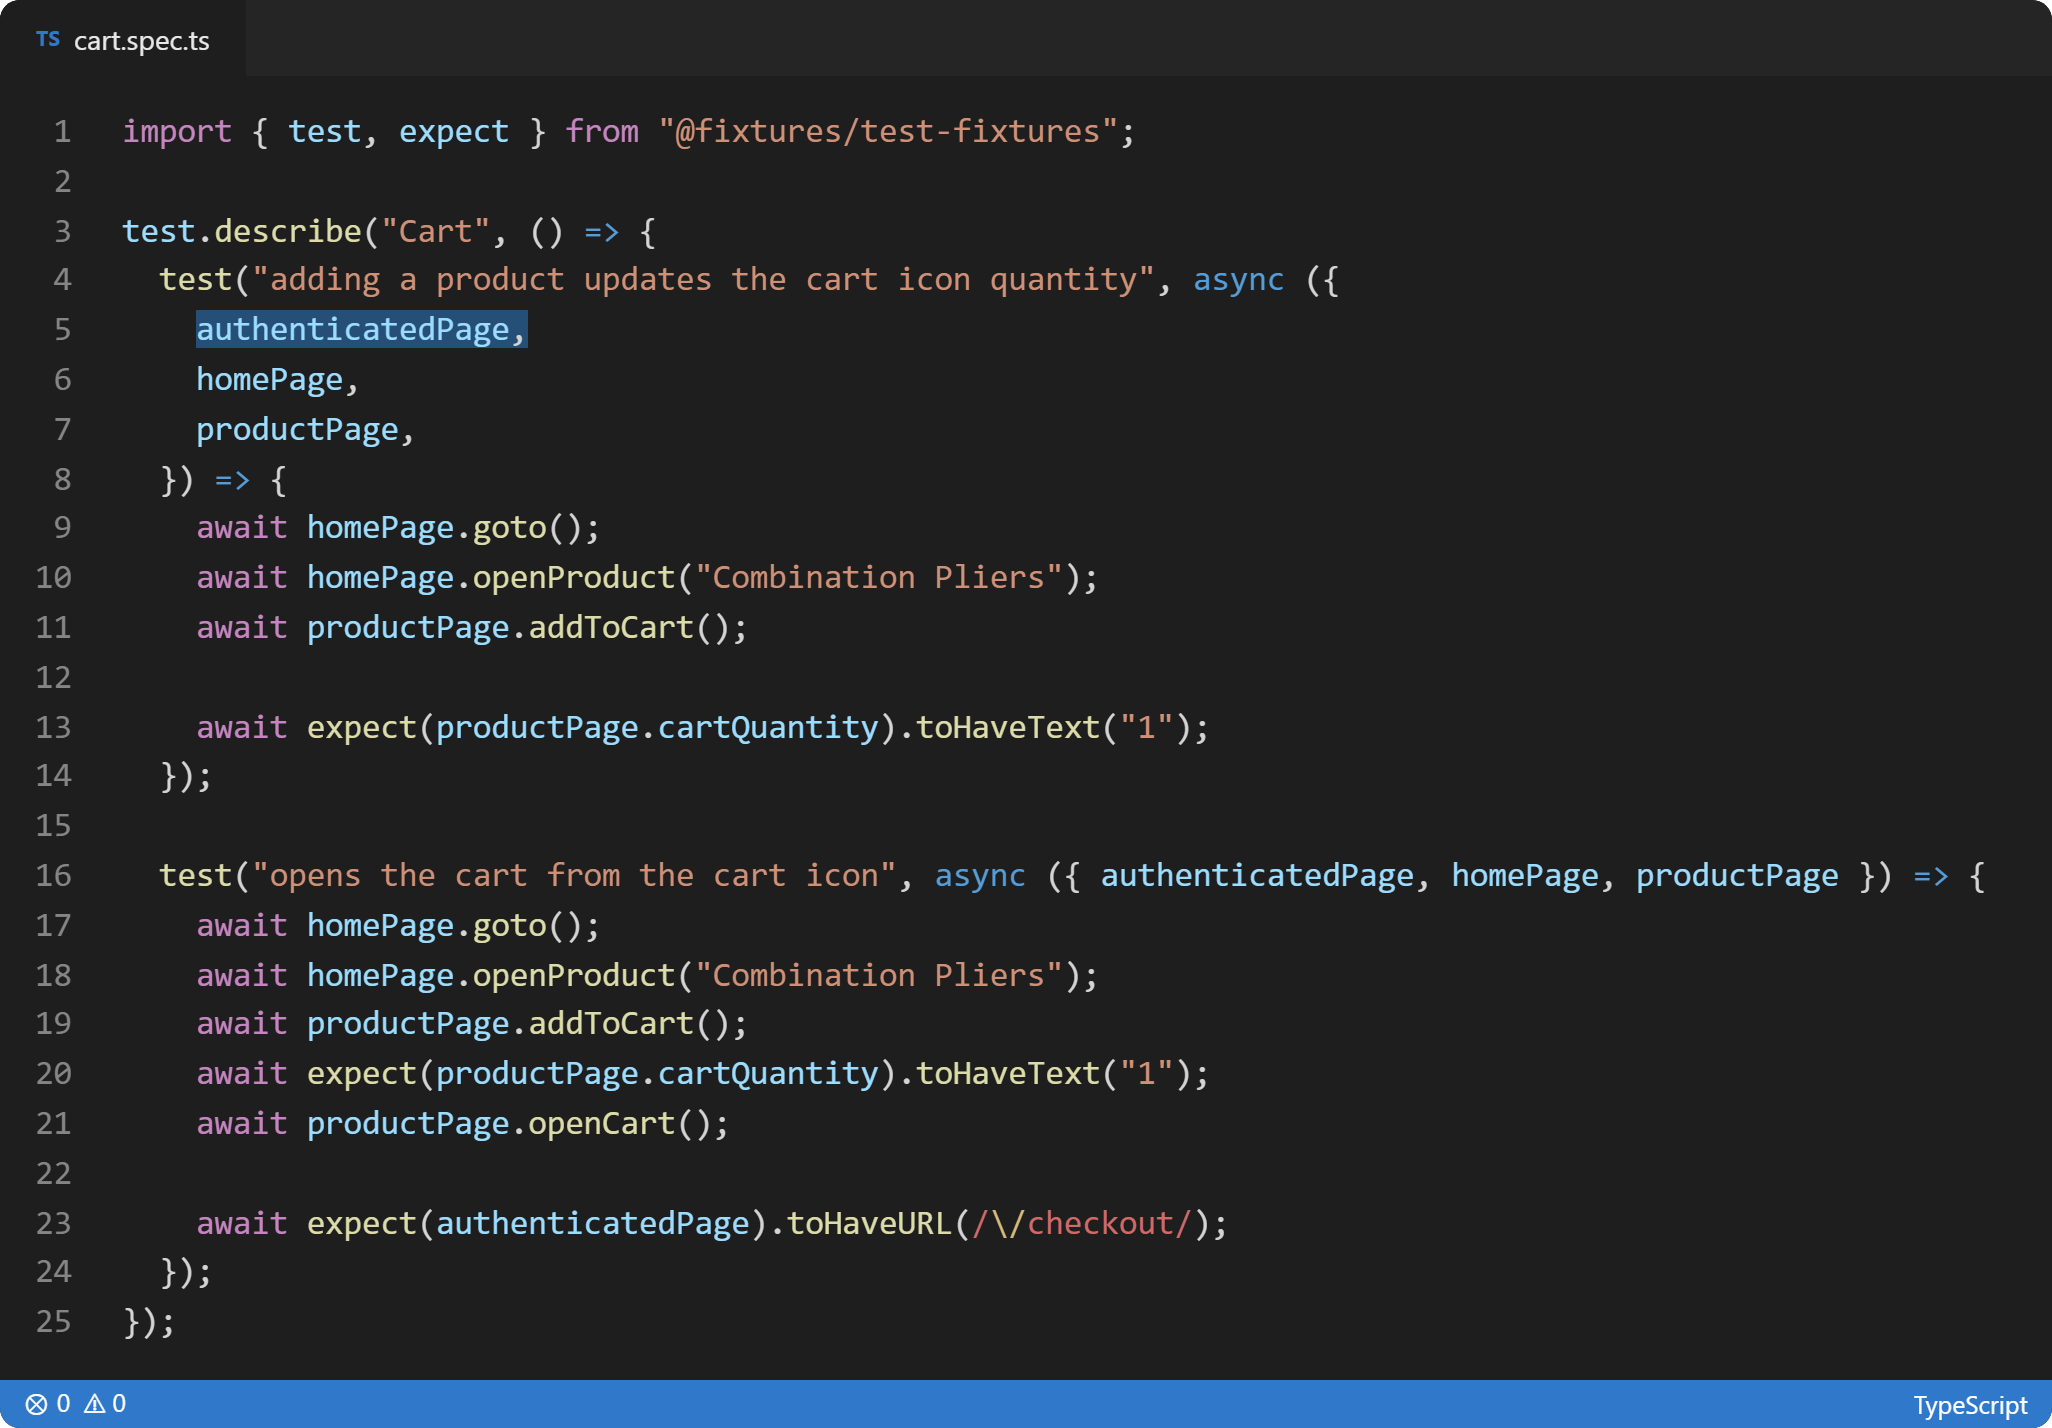 TS cart.spec.ts
1 import { test, expect } from "@fixtures/test-fixtures";
2
3 test.describe("Cart", () => {
4   test("adding a product updates the cart icon quantity", async ({
5     authenticatedPage,
6     homePage,
7     productPage,
8   }) => {
9     await homePage.goto();
10     await homePage.openProduct("Combination Pliers");
11     await productPage.addToCart();
12
13     await expect(productPage.cartQuantity).toHaveText("1");
14   });
15
16   test("opens the cart from the cart icon", async ({ authenticatedPage, homePage, productPage }) => {
17     await homePage.goto();
18     await homePage.openProduct("Combination Pliers");
19     await productPage.addToCart();
20     await expect(productPage.cartQuantity).toHaveText("1");
21     await productPage.openCart();
22
23     await expect(authenticatedPage).toHaveURL(/\/checkout/);
24   });
25 });
0 0 TypeScript